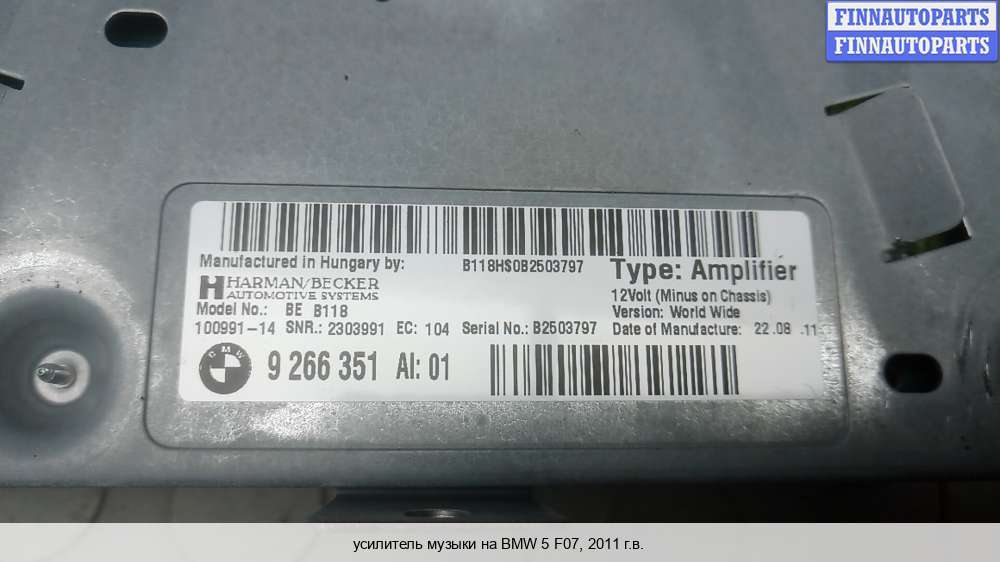 FINNAUTOPARTS
FINNAUTOPARTS
Manufactured in Hungary by:
B118HS0B2503797
Type: Amplifier
HARMAN/BECKER
AUTOMOTIVE SYSTEMS
12Volt (Minus on Chassis)
Model No.: BE B118
Version: World Wide
100991-14 SNR.: 2303991 EC: 104 Serial No.: B2503797
Date of Manufacture: 22.08 .11
BMW
9 266 351 AI: 01
усилитель музыки на BMW 5 F07, 2011 г.в.